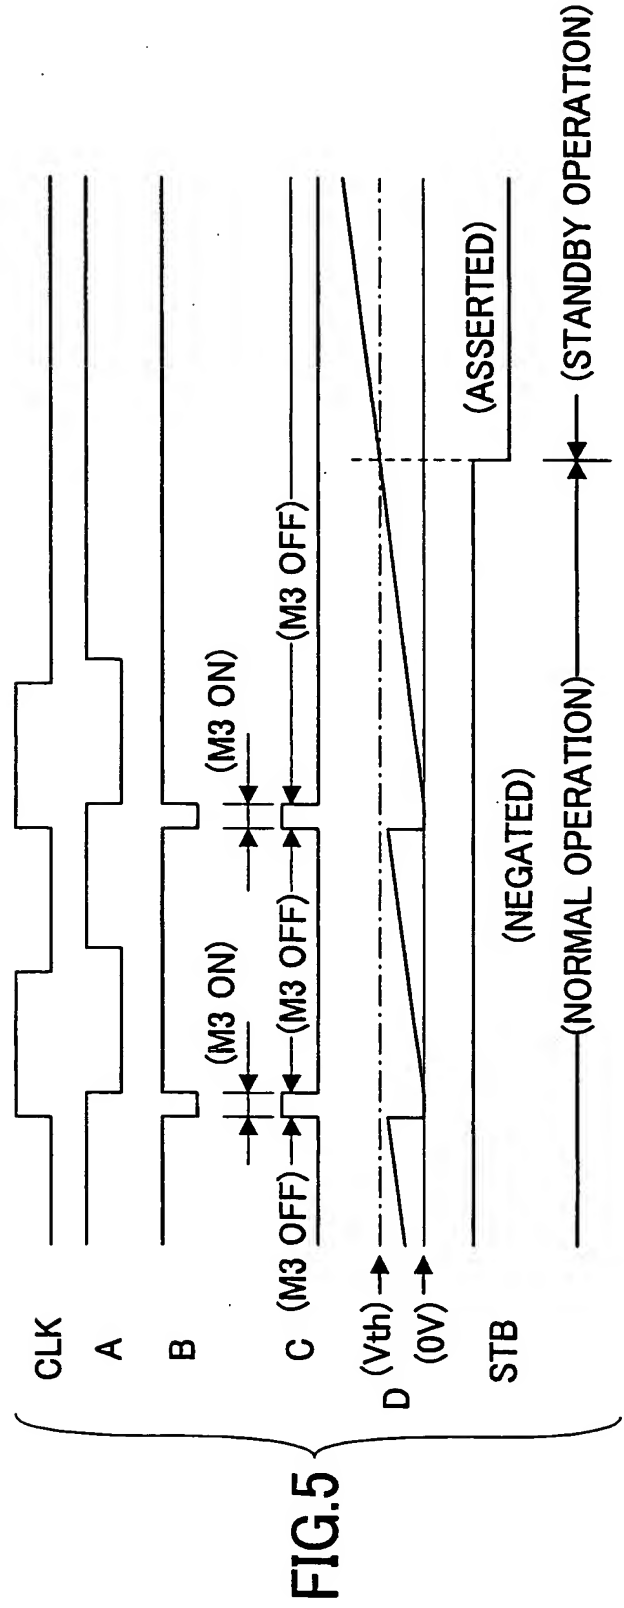 FIG.5
CLK
A
B
(M3 ON) (M3 ON)
C
(M3 OFF) (M3 OFF) (M3 OFF)
D
(Vth)
(0V)
STB
(NEGATED) (ASSERTED)
(NORMAL OPERATION) (STANDBY OPERATION)